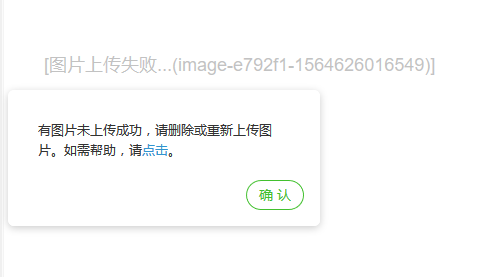 [图片上传失败...(image-e792f1-1564626016549)]
有图片未上传成功，请删除或重新上传图
片。如需帮助，请点击。
确 认